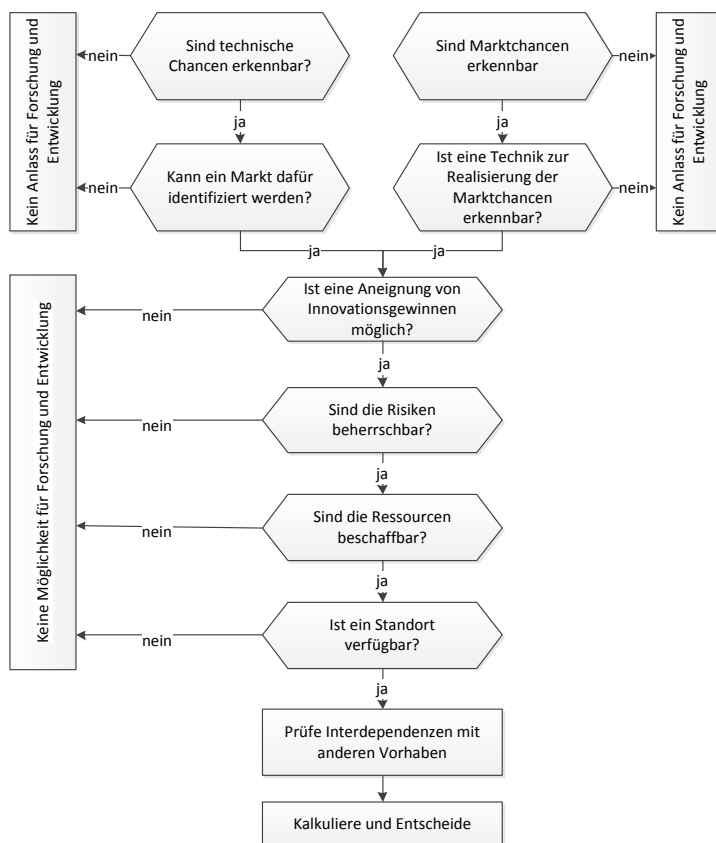 Kein Anlass für Forschung und
Entwicklung
nein
Sind technische
Chancen erkennbar?
Sind Marktchancen
erkennbar
nein
Kein Anlass für Forschung und
Entwicklung
ja
ja
nein
Kann ein Markt dafür
identifiziert werden?
Ist eine Technik zur
Realisierung der
Marktchancen
erkennbar?
nein
ja
ja
Keine Möglichkeit für Forschung und Entwicklung
nein
Ist eine Aneignung von
Innovationsgewinnen
möglich?
ja
nein
Sind die Risiken
beherrschbar?
ja
nein
Sind die Ressourcen
beschaffbar?
ja
nein
Ist ein Standort
verfügbar?
ja
Prüfe Interdependenzen mit
anderen Vorhaben
Kalkuliere und Entscheide